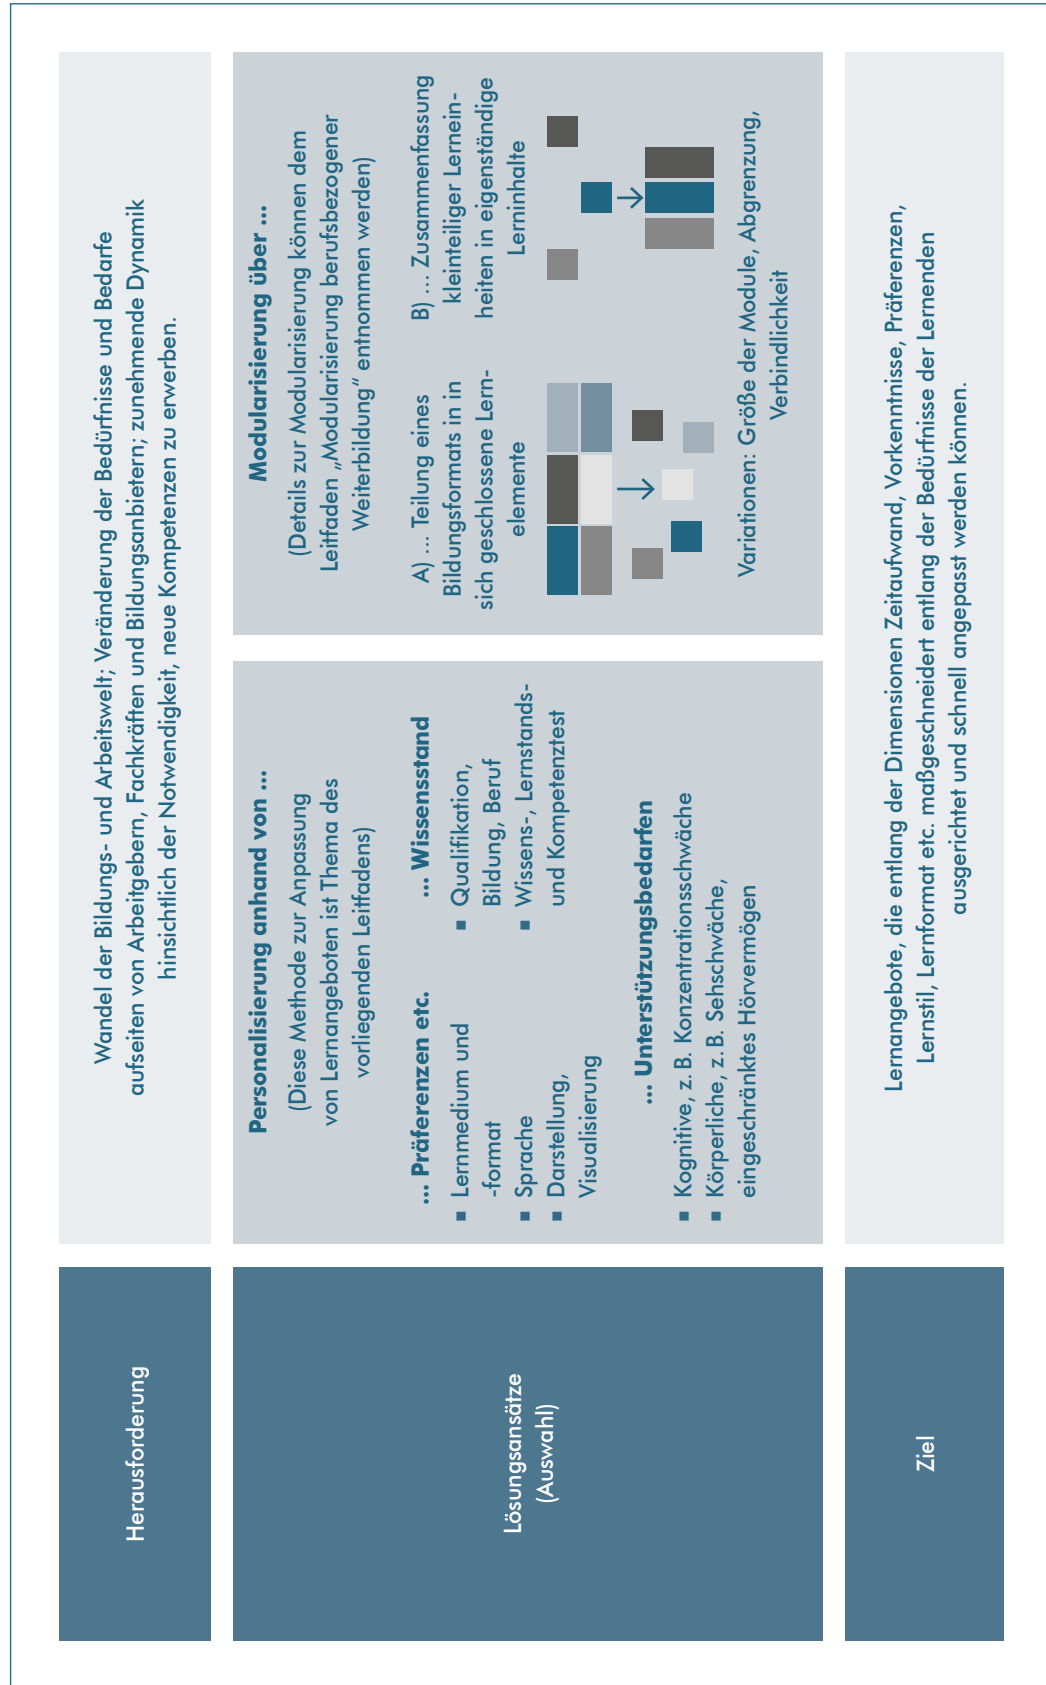 Herausforderung
Wandel der Bildungs- und Arbeitswelt; Veränderung der Bedürfnisse und Bedarfe
aufseiten von Arbeitgebern, Fachkräften und Bildungsanbietern; zunehmende Dynamik
hinsichtlich der Notwendigkeit, neue Kompetenzen zu erwerben.
Lösungsansätze
(Auswahl)
Personalisierung anhand von ...
(Diese Methode zur Anpassung
von Lernangeboten ist Thema des
vorliegenden Leitfadens)
... Präferenzen etc.
▪ Lernmedium und
-format
▪ Sprache
▪ Darstellung,
Visualisierung
... Wissensstand
▪ Qualifikation,
Bildung, Beruf
▪ Wissens-, Lernstands-
und Kompetenztest
... Unterstützungsbedarfen
▪ Kognitive, z. B. Konzentrationsschwäche
▪ Körperliche, z. B. Sehschwäche,
eingeschränktes Hörvermögen
Modularisierung über ...
(Details zur Modularisierung können dem
Leitfaden „Modularisierung berufsbezogener
Weiterbildung“ entnommen werden)
A) ... Teilung eines
Bildungsformats in in
sich geschlossene Lern-
elemente
B) ... Zusammenfassung
kleinteiliger Lernein-
heiten in eigenständige
Lerninhalte
Variationen: Größe der Module, Abgrenzung,
Verbindlichkeit
Ziel
Lernangebote, die entlang der Dimensionen Zeitaufwand, Vorkenntnisse, Präferenzen,
Lernstil, Lernformat etc. maßgeschneidert entlang der Bedürfnisse der Lernenden
ausgerichtet und schnell angepasst werden können.